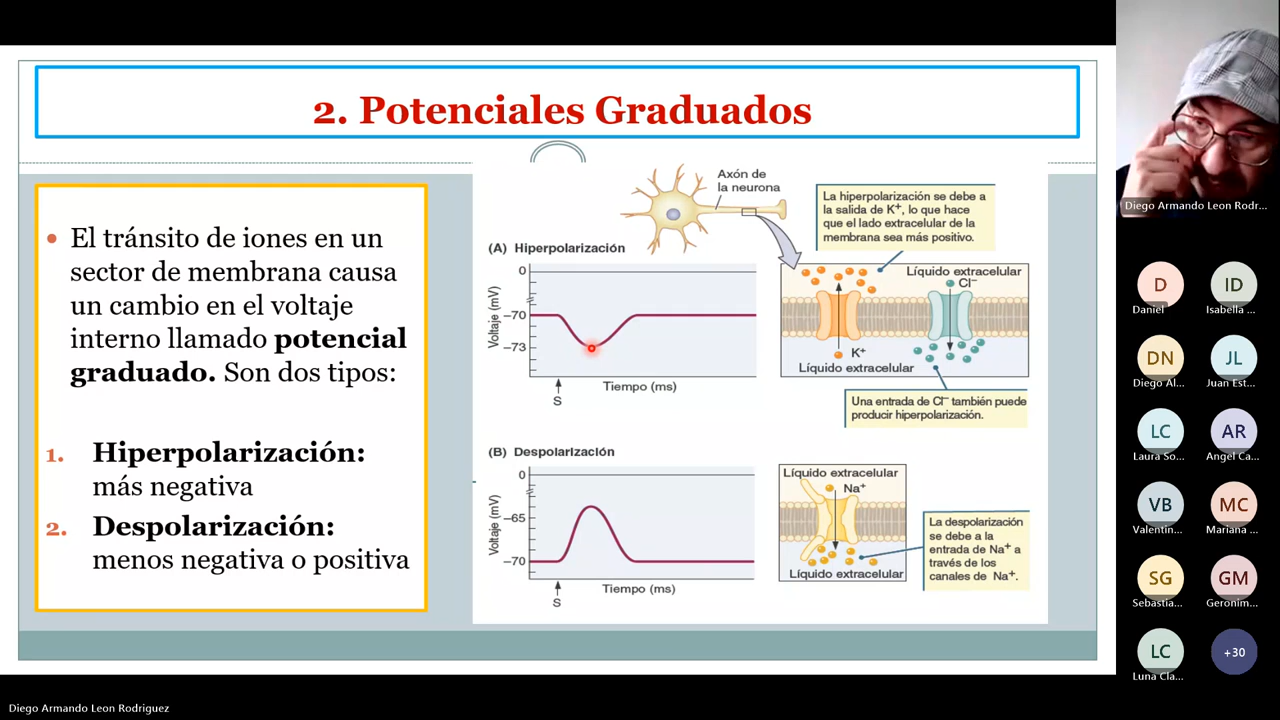 2. Potenciales Graduados
El tránsito de iones en un
sector de membrana causa
un cambio en el voltaje
interno llamado potencial
graduado. Son dos tipos:
1. Hiperpolarización:
más negativa
2. Despolarización:
menos negativa o positiva
Axón de
la neurona
La hiperpolarización se debe a
la salida de K⁺, lo que hace
que el lado extracelular de la
membrana sea más positivo.
(A) Hiperpolarización
0
-70
-73
Voltaje (mV)
Tiempo (ms)
S
Líquido extracelular
Cl⁻
K⁺
Líquido extracelular
Una entrada de Cl⁻ también puede
producir hiperpolarización.
(B) Despolarización
0
-65
-70
Voltaje (mV)
Tiempo (ms)
S
Líquido extracelular
Na⁺
Líquido extracelular
La despolarización
se debe a la
entrada de Na⁺ a
través de los
canales de Na⁺.
Diego Armando Leon Rodr...
D
Daniel
ID
Isabella ...
DN
Diego Al...
JL
Juan Est...
LC
Laura So...
AR
Angel Ca...
VB
Valentin...
MC
Mariana ...
SG
Sebastia...
GM
Geronim...
LC
Luna Cla...
+30
Diego Armando Leon Rodriguez